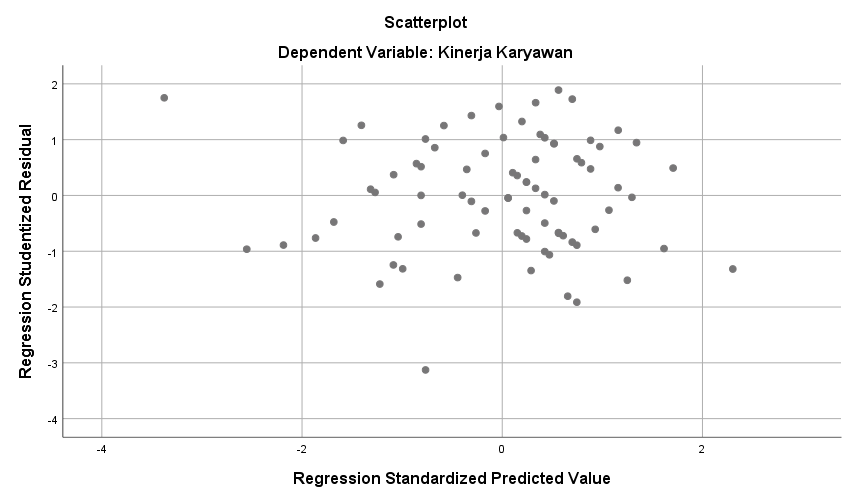 Scatterplot
Dependent Variable: Kinerja Karyawan
Regression Studentized Residual
2
1
0
-1
-2
-3
-4
-4
-2
0
2
Regression Standardized Predicted Value